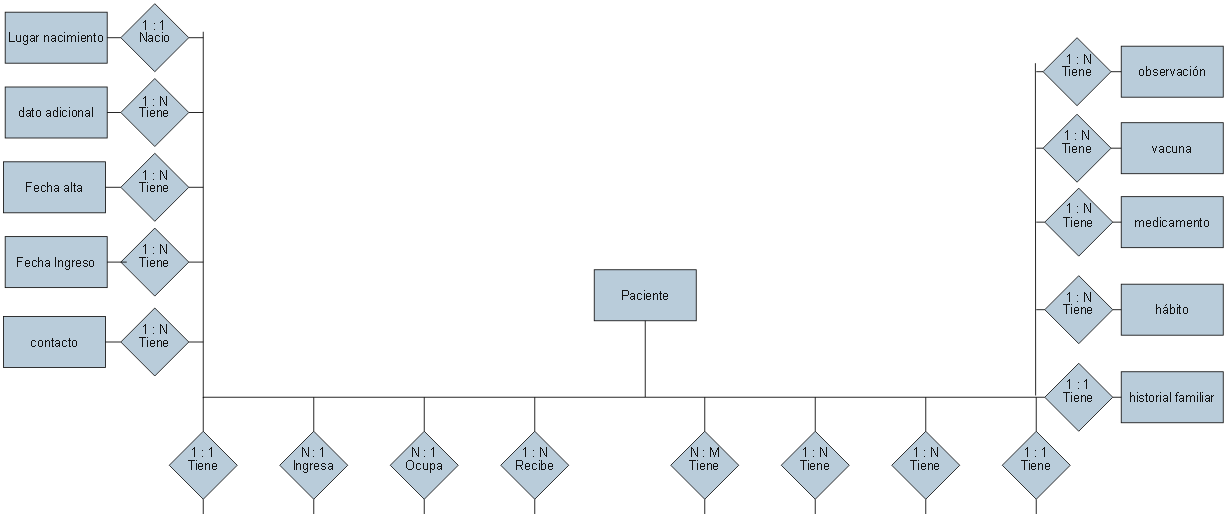 Lugar nacimiento
1 : 1
Nacio
dato adicional
1 : N
Tiene
Fecha alta
1 : N
Tiene
Fecha Ingreso
1 : N
Tiene
contacto
1 : N
Tiene
Paciente
1 : N
Tiene
observación
1 : N
Tiene
vacuna
1 : N
Tiene
medicamento
1 : N
Tiene
hábito
1 : 1
Tiene
historial familiar
1 : 1
Tiene
N : 1
Ingresa
N : 1
Ocupa
1 : N
Recibe
N : M
Tiene
1 : N
Tiene
1 : N
Tiene
1 : 1
Tiene